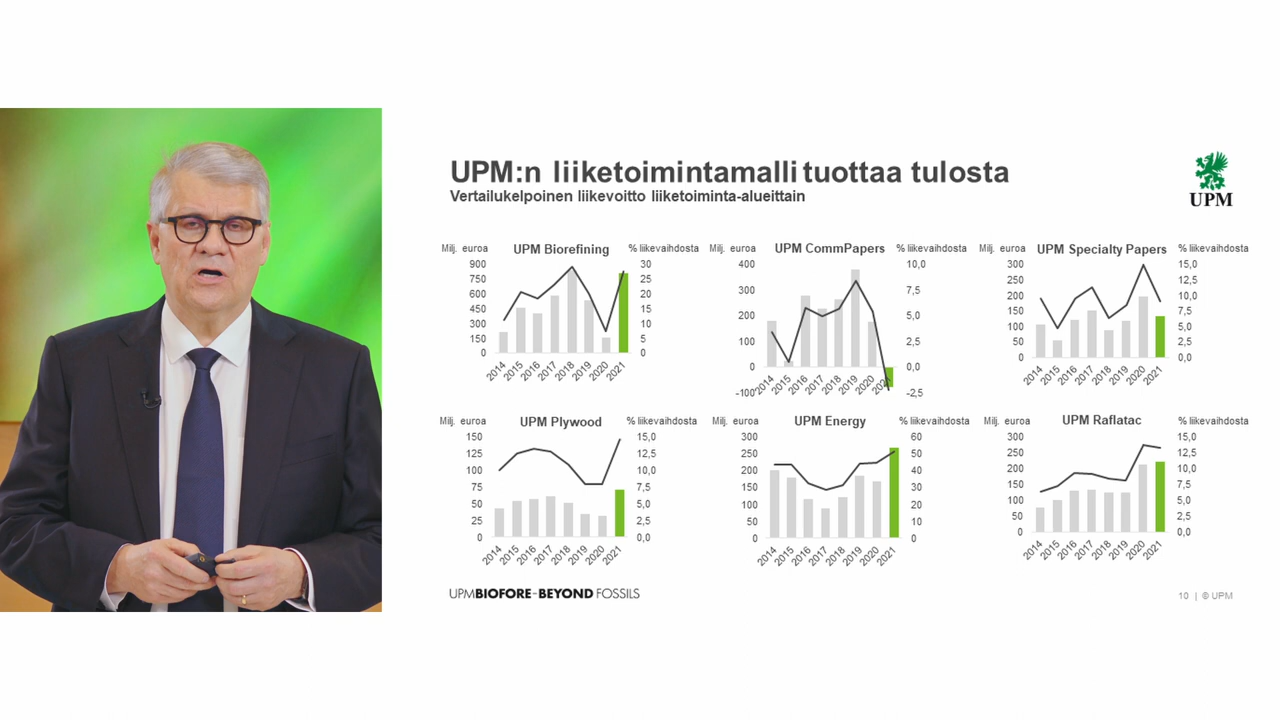 UPM:n liiketoimintamalli tuottaa tulosta
Vertailukelpoinen liikevoitto liiketoiminta-alueittain
UPM
Milj. euroa
UPM Biorefining
% liikevaihdosta
900
750
600
450
300
150
0
30
25
20
15
10
5
0
2014 2015 2016 2017 2018 2019 2020 2021
Milj. euroa
UPM CommPapers
% liikevaihdosta
400
300
200
100
0
-100
10,0
7,5
5,0
2,5
0,0
-2,5
2014 2015 2016 2017 2018 2019 2020 2021
Milj. euroa
UPM Specialty Papers
% liikevaihdosta
300
250
200
150
100
50
0
15,0
12,5
10,0
7,5
5,0
2,5
0,0
2014 2015 2016 2017 2018 2019 2020 2021
Milj. euroa
UPM Plywood
% liikevaihdosta
150
125
100
75
50
25
0
15,0
12,5
10,0
7,5
5,0
2,5
0,0
2014 2015 2016 2017 2018 2019 2020 2021
Milj. euroa
UPM Energy
% liikevaihdosta
300
250
200
150
100
50
0
60
50
40
30
20
10
0
2014 2015 2016 2017 2018 2019 2020 2021
Milj. euroa
UPM Raflatac
% liikevaihdosta
300
250
200
150
100
50
0
15,0
12,5
10,0
7,5
5,0
2,5
0,0
2014 2015 2016 2017 2018 2019 2020 2021
UPM BIOFORE-BEYOND FOSSILS
10 | © UPM